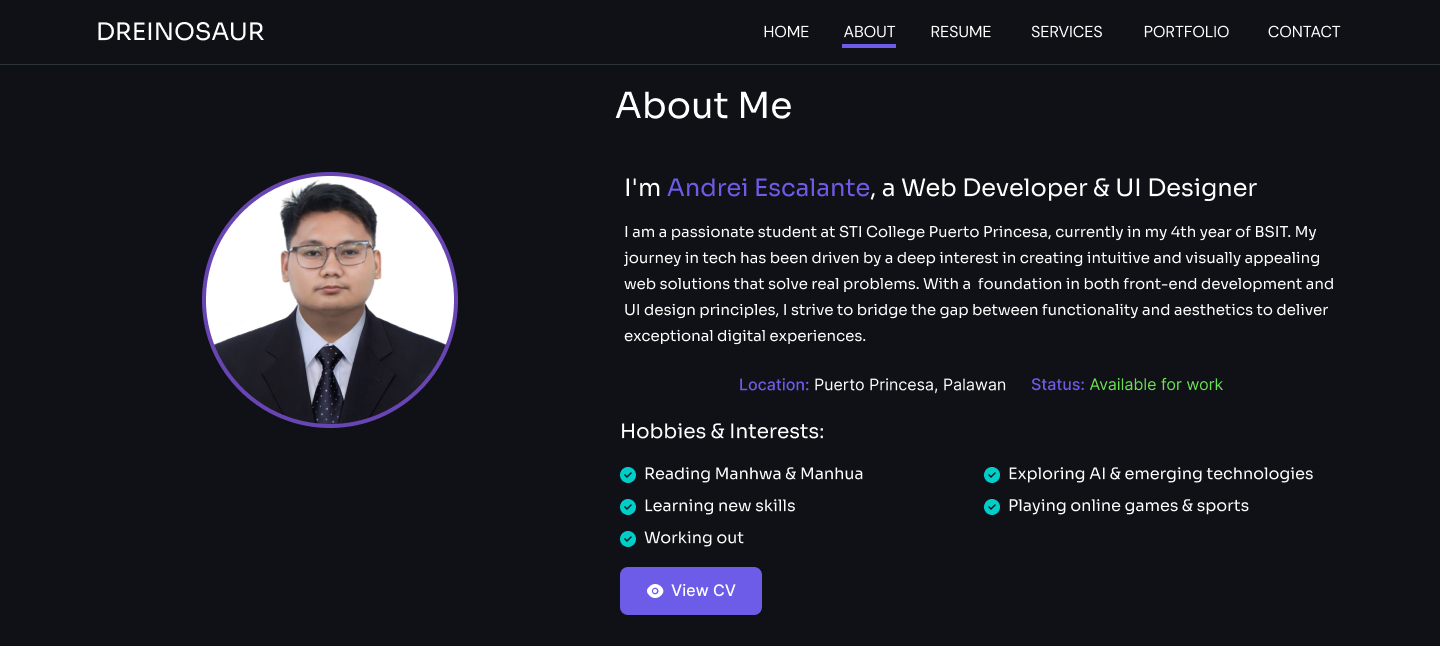 DREINOSAUR
HOME ABOUT RESUME SERVICES PORTFOLIO CONTACT
About Me
I'm Andrei Escalante, a Web Developer & UI Designer
I am a passionate student at STI College Puerto Princesa, currently in my 4th year of BSIT. My
journey in tech has been driven by a deep interest in creating intuitive and visually appealing
web solutions that solve real problems. With a  foundation in both front-end development and
UI design principles, I strive to bridge the gap between functionality and aesthetics to deliver
exceptional digital experiences.
Location: Puerto Princesa, Palawan Status: Available for work
Hobbies & Interests:
Reading Manhwa & Manhua Exploring AI & emerging technologies
Learning new skills Playing online games & sports
Working out
View CV